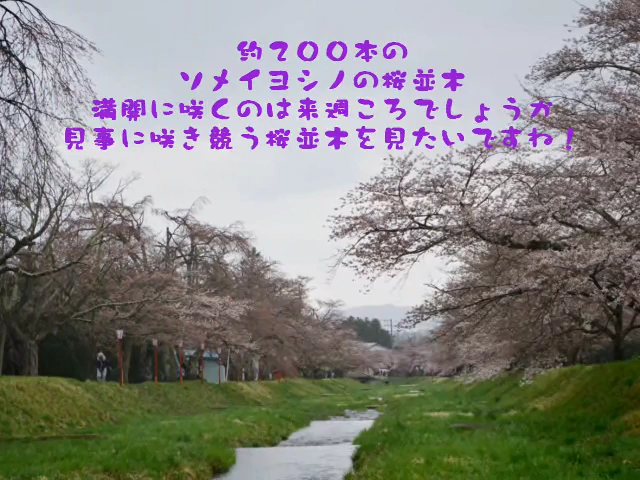 約200本の
ソメイヨシノの桜並木
満開に咲くのは来週ころでしょうか
見事に咲き競う桜並木を見たいですね!